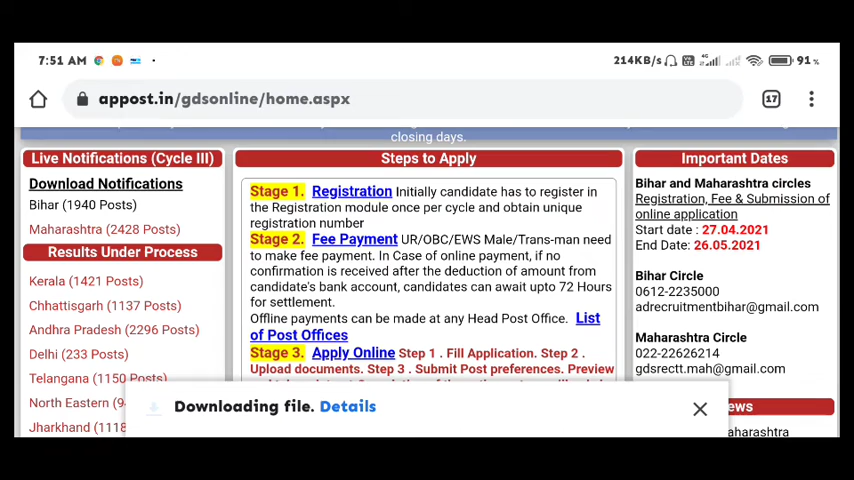 7:51 AM
214KB/s
4G
91%
appost.in/gdsonline/home.aspx
17
closing days.
Live Notifications (Cycle III)
Download Notifications
Bihar (1940 Posts)
Maharashtra (2428 Posts)
Results Under Process
Kerala (1421 Posts)
Chhattisgarh (1137 Posts)
Andhra Pradesh (2296 Posts)
Delhi (233 Posts)
Telangana (1150 Posts)
North Eastern (9
Jharkhand (1118
Steps to Apply
Stage 1. Registration Initially candidate has to register in
the Registration module once per cycle and obtain unique
registration number
Stage 2. Fee Payment UR/OBC/EWS Male/Trans-man need
to make fee payment. In Case of online payment, if no
confirmation is received after the deduction of amount from
candidate's bank account, candidates can await upto 72 Hours
for settlement.
Offline payments can be made at any Head Post Office. List
of Post Offices
Stage 3. Apply Online Step 1 . Fill Application. Step 2 .
Upload documents. Step 3 . Submit Post preferences. Preview
Important Dates
Bihar and Maharashtra circles
Registration, Fee & Submission of
online application
Start date : 27.04.2021
End Date: 26.05.2021
Bihar Circle
0612-2235000
adrecruitmentbihar@gmail.com
Maharashtra Circle
022-22626214
gdsrectt.mah@gmail.com
ews
aharashtra
Downloading file. Details